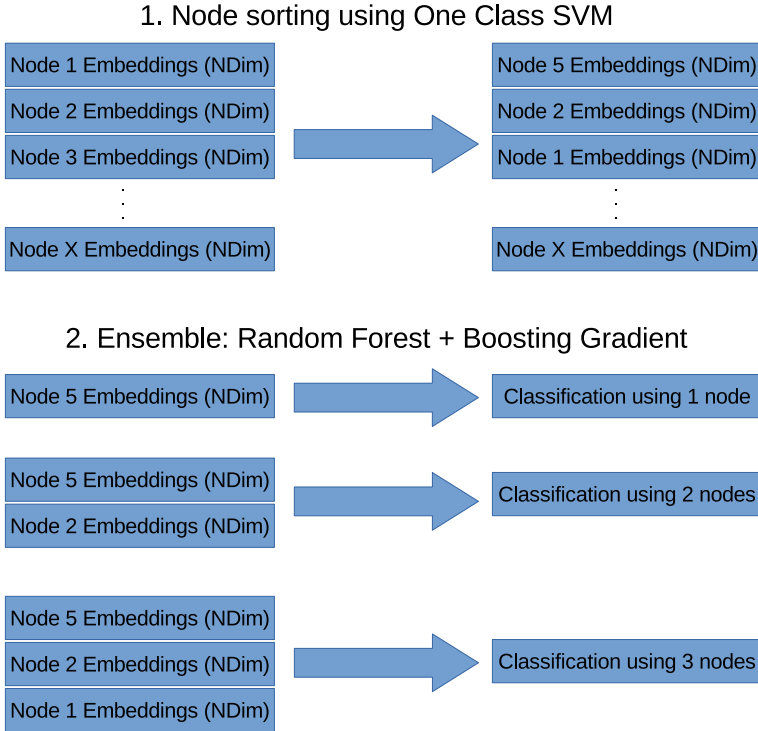 1. Node sorting using One Class SVM
Node 1 Embeddings (NDim)
Node 2 Embeddings (NDim)
Node 3 Embeddings (NDim)
.
.
.
Node X Embeddings (NDim)
Node 5 Embeddings (NDim)
Node 2 Embeddings (NDim)
Node 1 Embeddings (NDim)
.
.
.
Node X Embeddings (NDim)
2. Ensemble: Random Forest + Boosting Gradient
Node 5 Embeddings (NDim)
Classification using 1 node
Node 5 Embeddings (NDim)
Node 2 Embeddings (NDim)
Classification using 2 nodes
Node 5 Embeddings (NDim)
Node 2 Embeddings (NDim)
Node 1 Embeddings (NDim)
Classification using 3 nodes